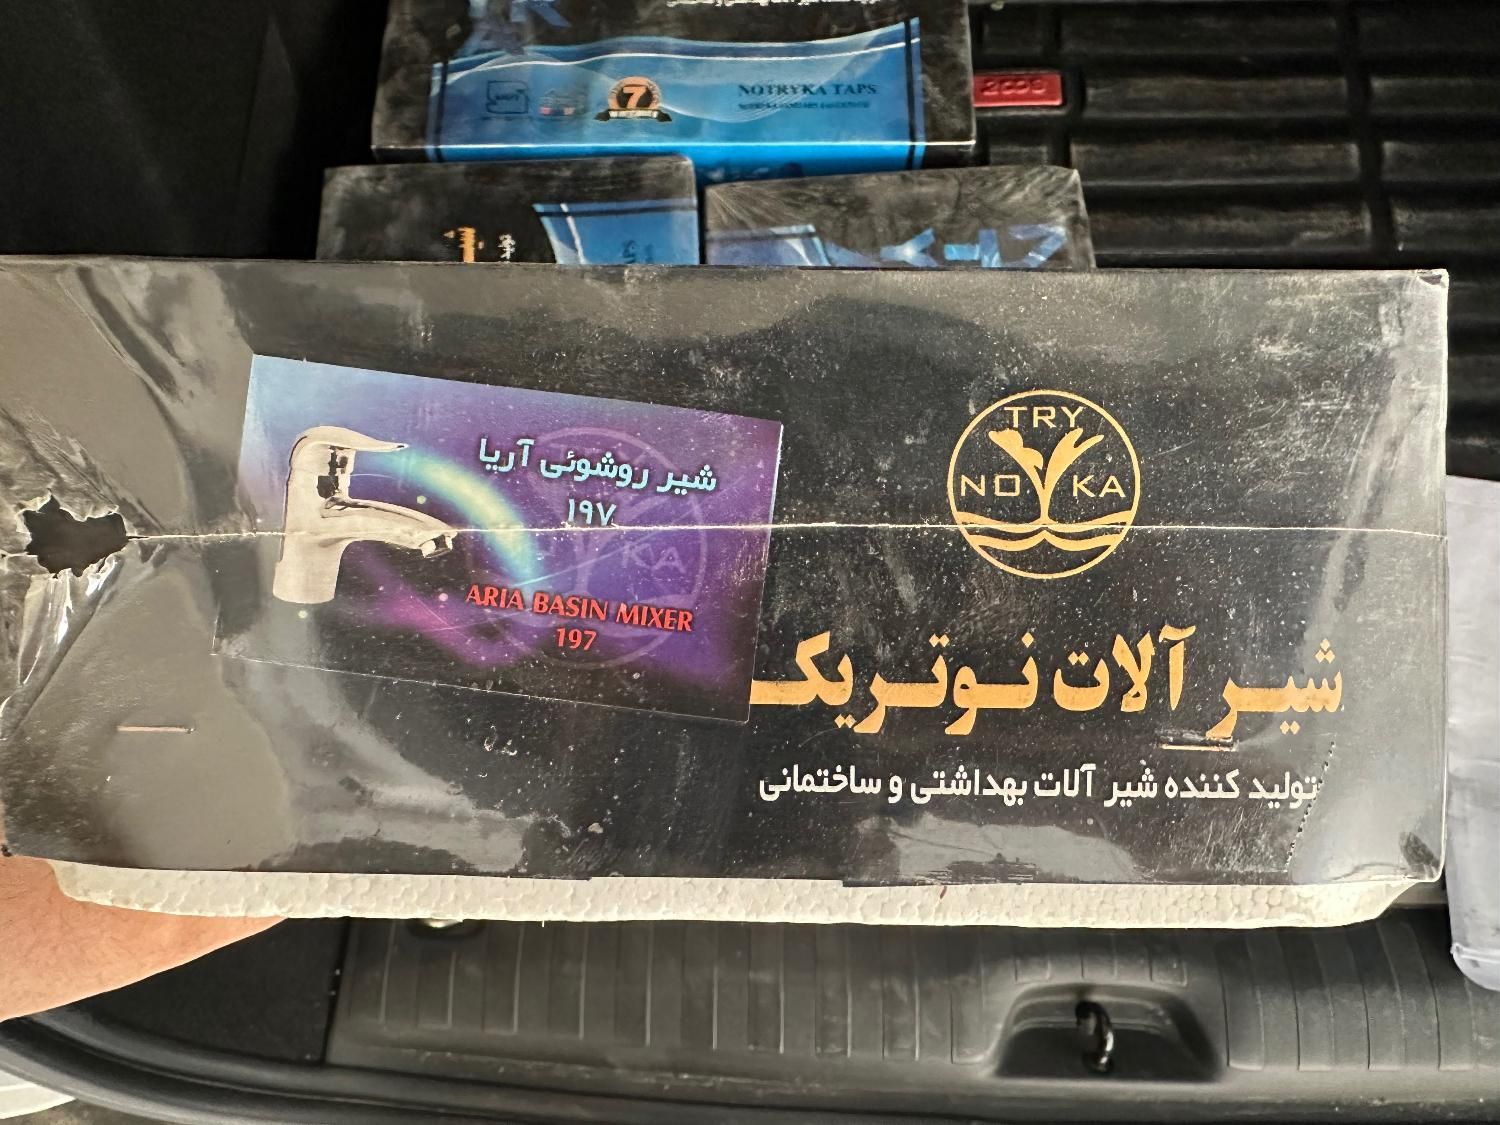 NOTRYKA TAPS
7
شیر روشوئی آریا
۱۹۷
ARIA BASIN MIXER
197
TRY
NO KA
شیر آلات نوتریک
تولید کننده شیر آلات بهداشتی و ساختمانی